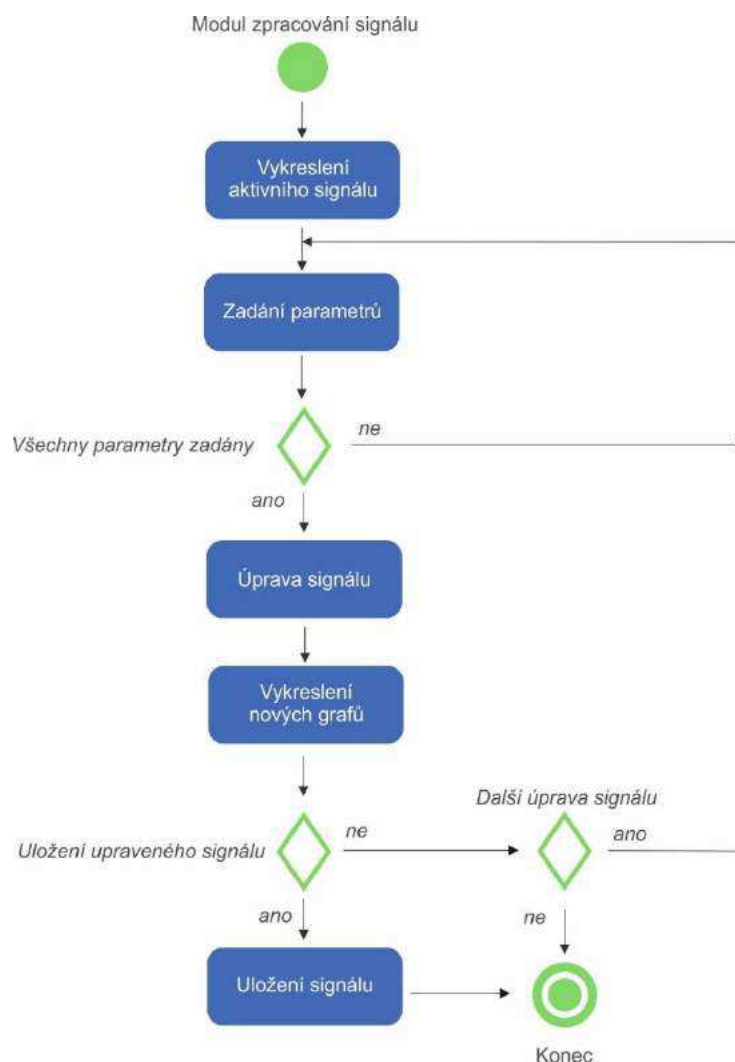 Modul zpracování signálu
Vykreslení
aktivního signálu
Zadání parametrů
Všechny parametry zadány
ne
ano
Úprava signálu
Vykreslení
nových grafů
Další úprava signálu
Uložení upraveného signálu
ne
ano
ano
ne
Uložení signálu
Konec